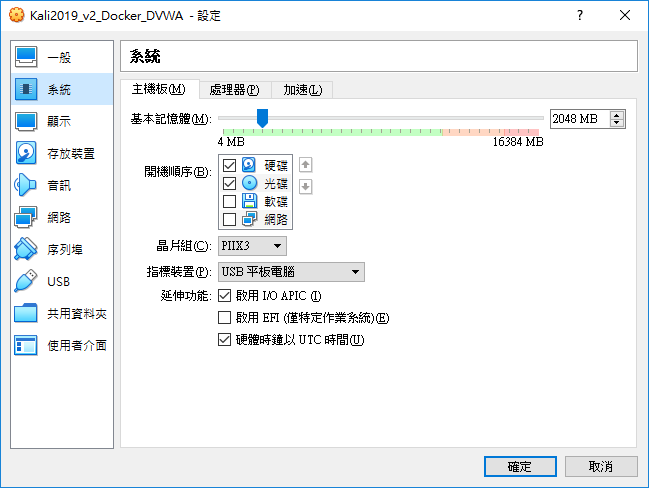 Kali2019_v2_Docker_DVWA - 設定
一般
系統
顯示
存放裝置
音訊
網路
序列埠
USB
共用資料夾
使用者介面
系統
主機板(M) 處理器(P) 加速(L)
基本記憶體(M): 2048 MB
4 MB 16384 MB
開機順序(B): 硬碟
光碟
軟碟
網路
晶片組(C): PIIX3
指標裝置(P): USB 平板電腦
延伸功能: 啟用 I/O APIC (I)
啟用 EFI (僅特定作業系統)(E)
硬體時鐘以 UTC 時間(U)
確定 取消